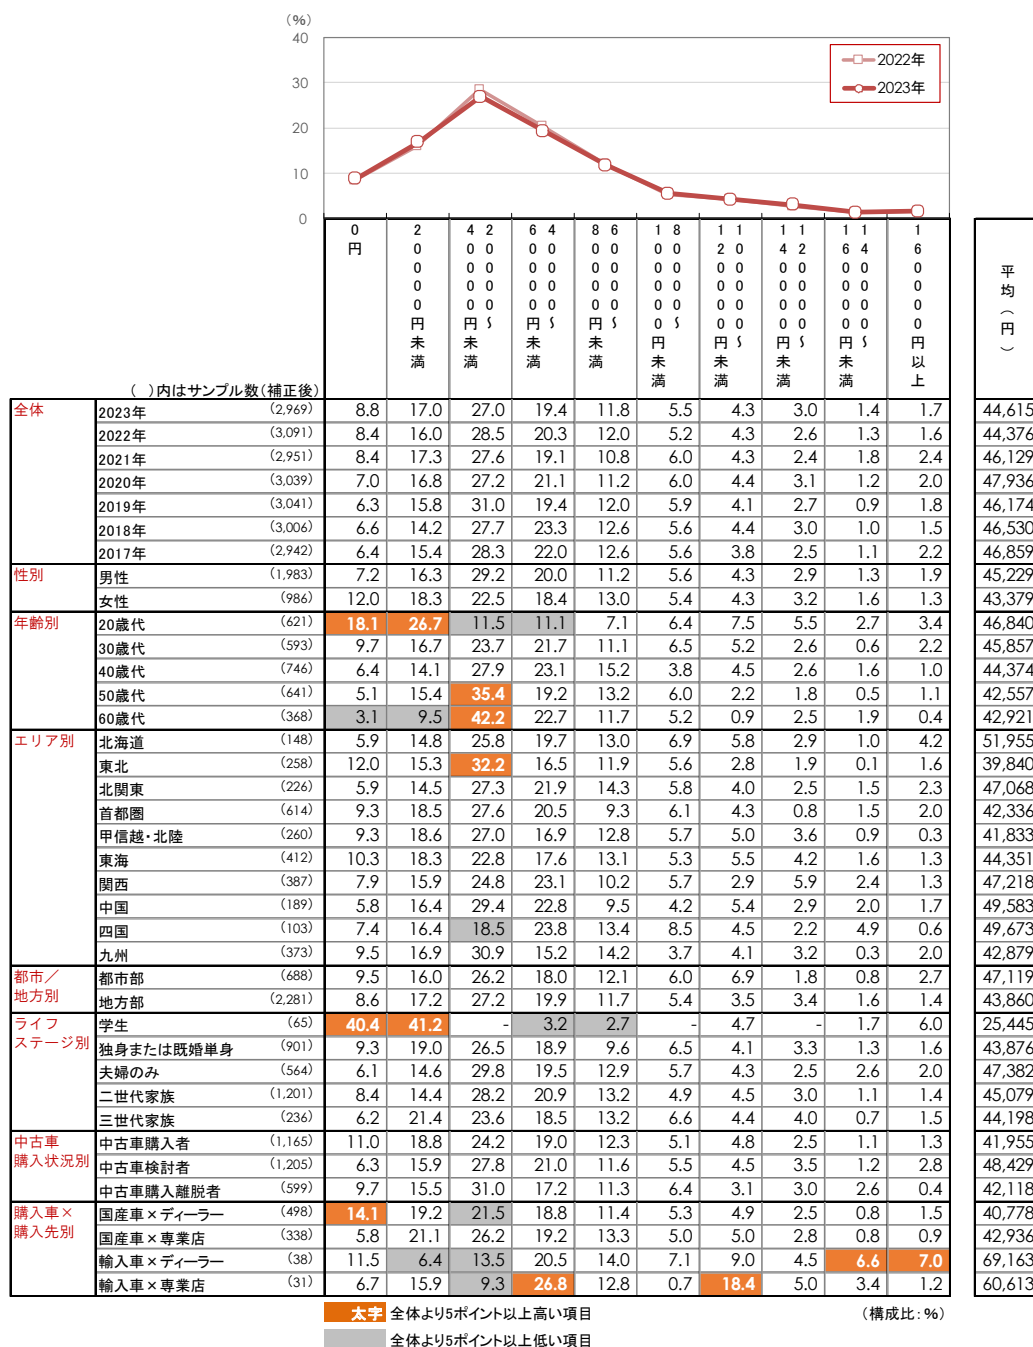 (%)
40
30
20
10
0
2022年
2023年
0円
20000円未満
20000~40000円未満
40000~60000円未満
60000~80000円未満
80000~100000円未満
100000~120000円未満
120000~140000円未満
140000~160000円未満
160000円以上
平均(円)
( )内はサンプル数(補正後)
全体 2023年 (2,969) 8.8 17.0 27.0 19.4 11.8 5.5 4.3 3.0 1.4 1.7 44,615
2022年 (3,091) 8.4 16.0 28.5 20.3 12.0 5.2 4.3 2.6 1.3 1.6 44,376
2021年 (2,951) 8.4 17.3 27.6 19.1 10.8 6.0 4.3 2.4 1.8 2.4 46,129
2020年 (3,039) 7.0 16.8 27.2 21.1 11.2 6.0 4.4 3.1 1.2 2.0 47,936
2019年 (3,041) 6.3 15.8 31.0 19.4 12.0 5.9 4.1 2.7 0.9 1.8 46,174
2018年 (3,006) 6.6 14.2 27.7 23.3 12.6 5.6 4.4 3.0 1.0 1.5 46,530
2017年 (2,942) 6.4 15.4 28.3 22.0 12.6 5.6 3.8 2.5 1.1 2.2 46,859
性別 男性 (1,983) 7.2 16.3 29.2 20.0 11.2 5.6 4.3 2.9 1.3 1.9 45,229
女性 (986) 12.0 18.3 22.5 18.4 13.0 5.4 4.3 3.2 1.6 1.3 43,379
年齢別 20歳代 (621) 18.1 26.7 11.5 11.1 7.1 6.4 7.5 5.5 2.7 3.4 46,840
30歳代 (593) 9.7 16.7 23.7 21.7 11.1 6.5 5.2 2.6 0.6 2.2 45,857
40歳代 (746) 6.4 14.1 27.9 23.1 15.2 3.8 4.5 2.6 1.6 1.0 44,374
50歳代 (641) 5.1 15.4 35.4 19.2 13.2 6.0 2.2 1.8 0.5 1.1 42,557
60歳代 (368) 3.1 9.5 42.2 22.7 11.7 5.2 0.9 2.5 1.9 0.4 42,921
エリア別 北海道 (148) 5.9 14.8 25.8 19.7 13.0 6.9 5.8 2.9 1.0 4.2 51,955
東北 (258) 12.0 15.3 32.2 16.5 11.9 5.6 2.8 1.9 0.1 1.6 39,840
北関東 (226) 5.9 14.5 27.3 21.9 14.3 5.8 4.0 2.5 1.5 2.3 47,068
首都圏 (614) 9.3 18.5 27.6 20.5 9.3 6.1 4.3 0.8 1.5 2.0 42,336
甲信越・北陸 (260) 9.3 18.6 27.0 16.9 12.8 5.7 5.0 3.6 0.9 0.3 41,833
東海 (412) 10.3 18.3 22.8 17.6 13.1 5.3 5.5 4.2 1.6 1.3 44,351
関西 (387) 7.9 15.9 24.8 23.1 10.2 5.7 2.9 5.9 2.4 1.3 47,218
中国 (189) 5.8 16.4 29.4 22.8 9.5 4.2 5.4 2.9 2.0 1.7 49,583
四国 (103) 7.4 16.4 18.5 23.8 13.4 8.5 4.5 2.2 4.9 0.6 49,673
九州 (373) 9.5 16.9 30.9 15.2 14.2 3.7 4.1 3.2 0.3 2.0 42,879
都市/地方別 都市部 (688) 9.5 16.0 26.2 18.0 12.1 6.0 6.9 1.8 0.8 2.7 47,119
地方部 (2,281) 8.6 17.2 27.2 19.9 11.7 5.4 3.5 3.4 1.6 1.4 43,860
ライフステージ別 学生 (65) 40.4 41.2 - 3.2 2.7 - 4.7 - 1.7 6.0 25,445
独身または既婚単身 (901) 9.3 19.0 26.5 18.9 9.6 6.5 4.1 3.3 1.3 1.6 43,876
夫婦のみ (564) 6.1 14.6 29.8 19.5 12.9 5.7 4.3 2.5 2.6 2.0 47,382
二世代家族 (1,201) 8.4 14.4 28.2 20.9 13.2 4.9 4.5 3.0 1.1 1.4 45,079
三世代家族 (236) 6.2 21.4 23.6 18.5 13.2 6.6 4.4 4.0 0.7 1.5 44,198
中古車購入状況別 中古車購入者 (1,165) 11.0 18.8 24.2 19.0 12.3 5.1 4.8 2.5 1.1 1.3 41,955
中古車検討者 (1,205) 6.3 15.9 27.8 21.0 11.6 5.5 4.5 3.5 1.2 2.8 48,429
中古車購入離脱者 (599) 9.7 15.5 31.0 17.2 11.3 6.4 3.1 3.0 2.6 0.4 42,118
購入車×購入先別 国産車×ディーラー (498) 14.1 19.2 21.5 18.8 11.4 5.3 4.9 2.5 0.8 1.5 40,778
国産車×専業店 (338) 5.8 21.1 26.2 19.2 13.3 5.0 5.0 2.8 0.8 0.9 42,936
輸入車×ディーラー (38) 11.5 6.4 13.5 20.5 14.0 7.1 9.0 4.5 6.6 7.0 69,163
輸入車×専業店 (31) 6.7 15.9 9.3 26.8 12.8 0.7 18.4 5.0 3.4 1.2 60,613
太字 全体より5ポイント以上高い項目 (構成比:%)
全体より5ポイント以上低い項目